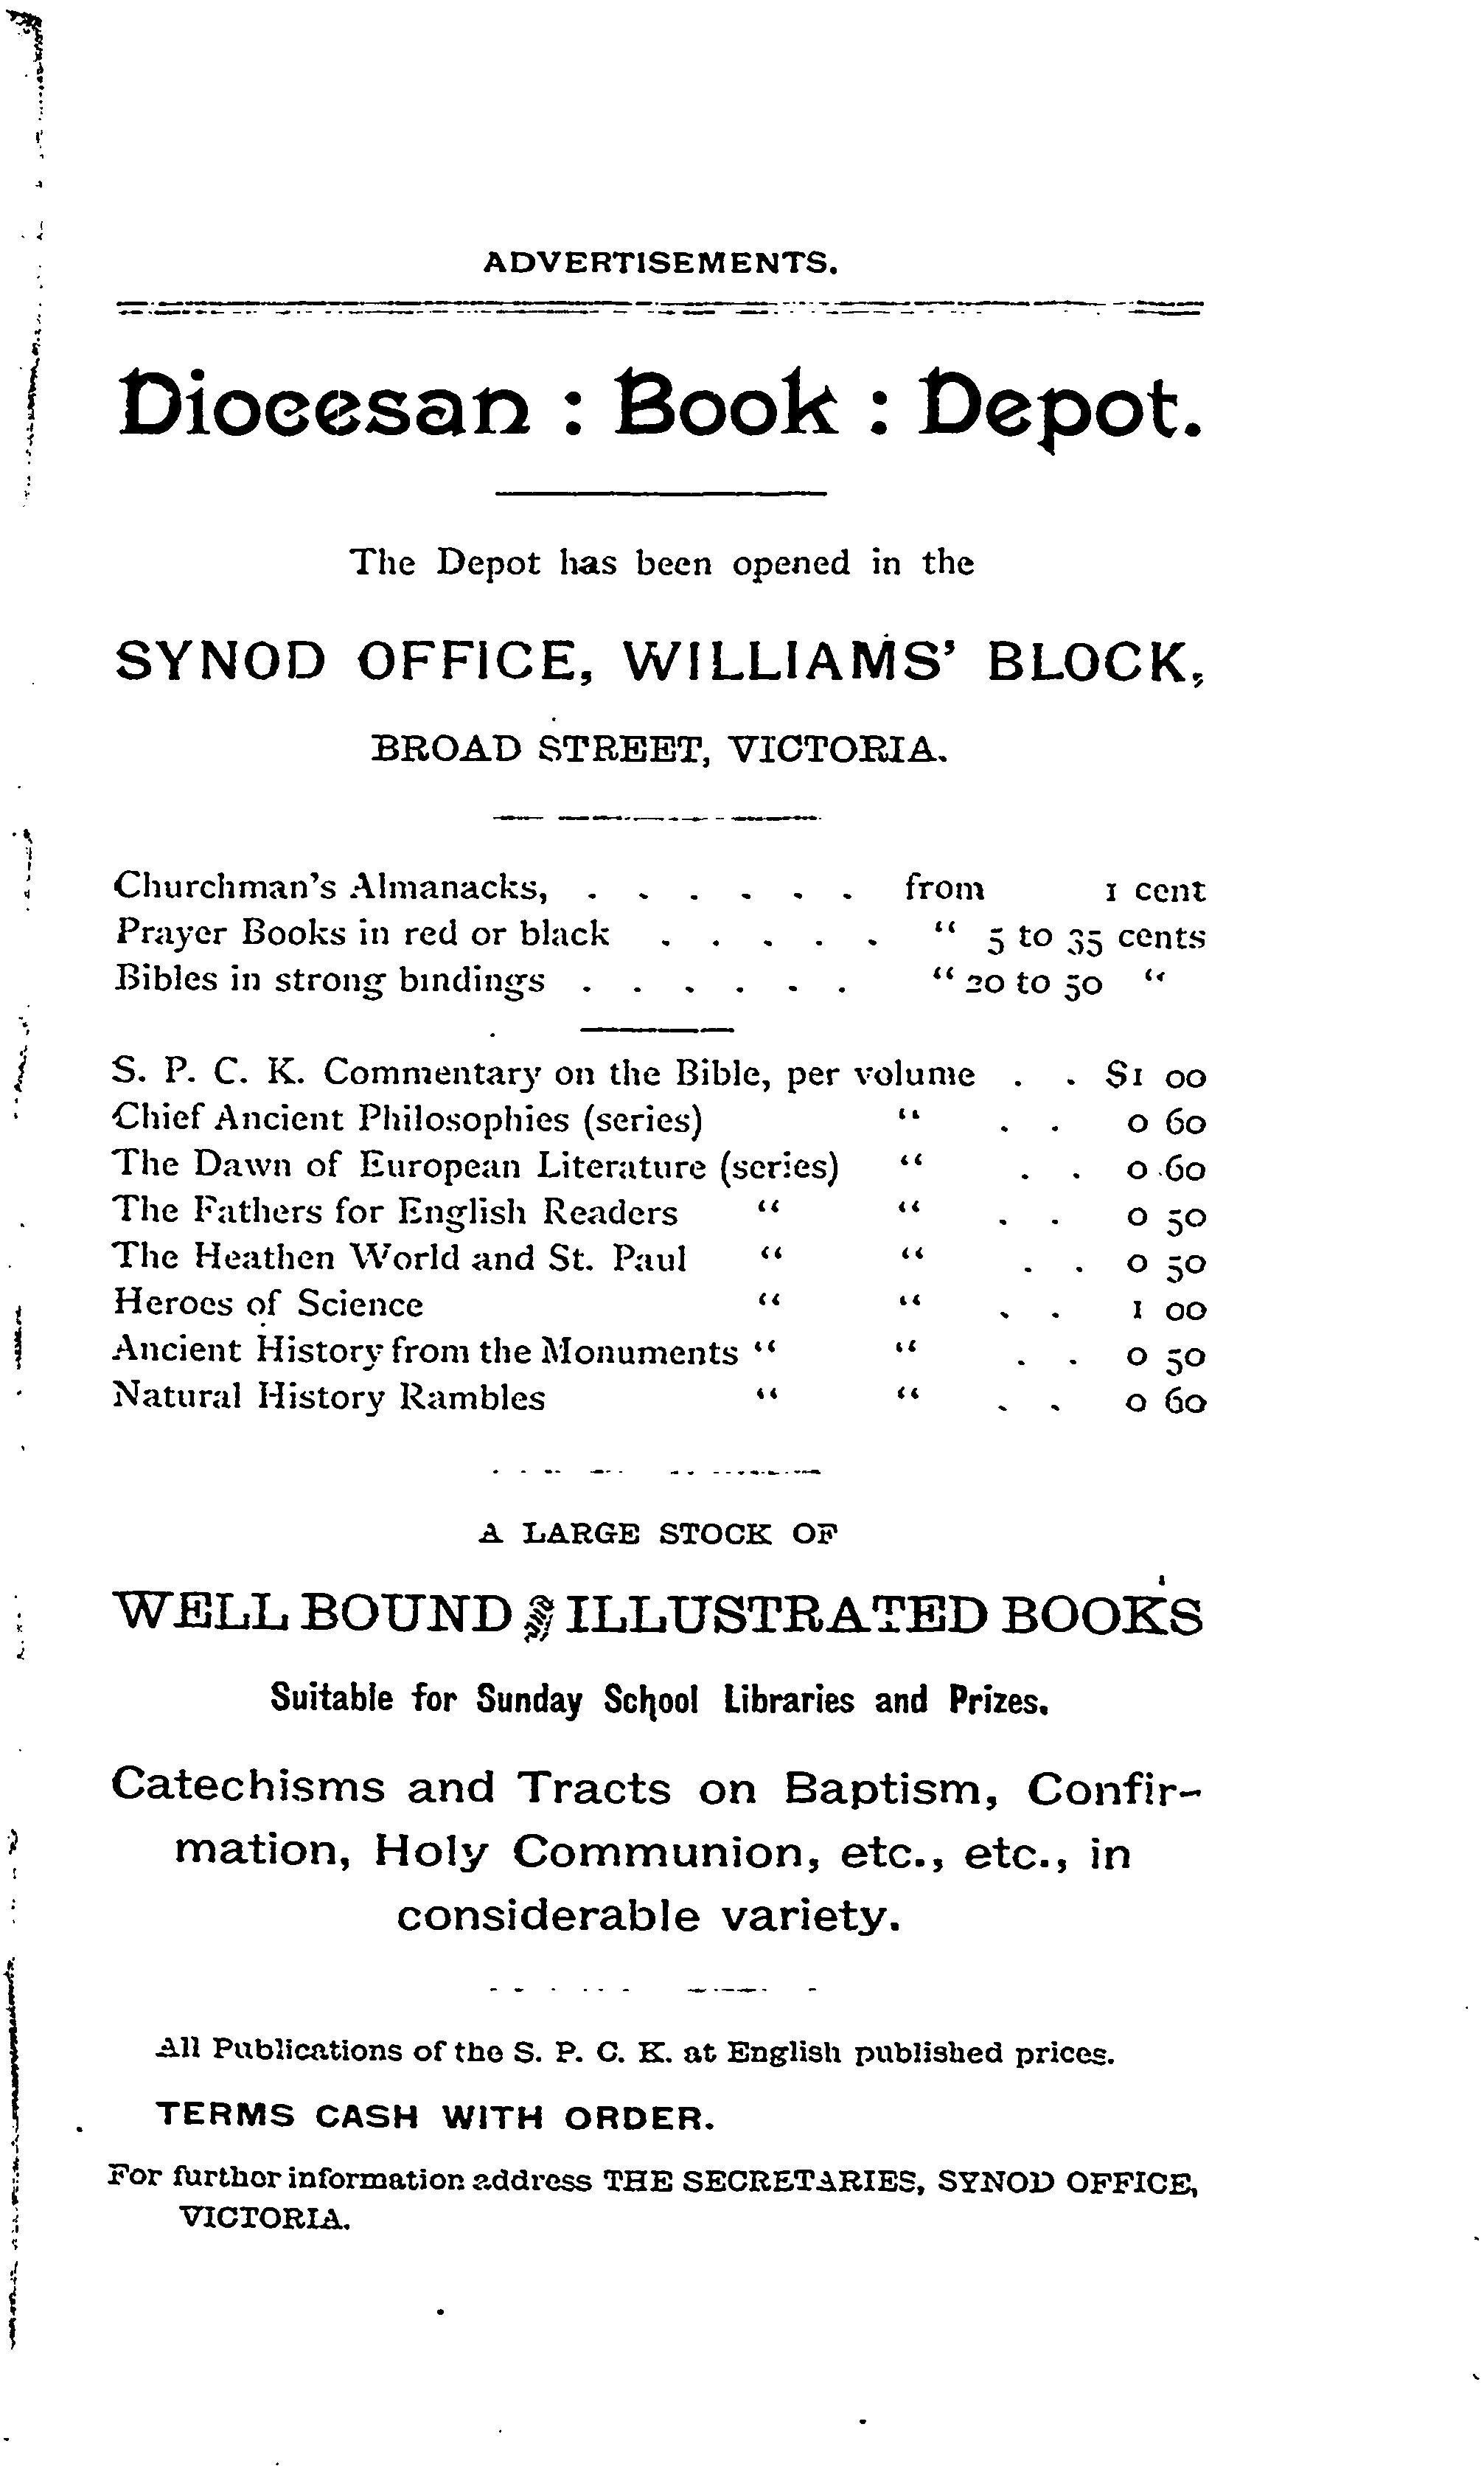 ADVERTISEMENTS.
Diocesan : Book : Depot.
The Depot has been opened in the
SYNOD OFFICE, WILLIAMS' BLOCK,
BROAD STREET, VICTORIA.
Churchman's Almanacks, . . . . . . from 1 cent
Prayer Books in red or black . . . . . " 5 to 35 cents
Bibles in strong bindings . . . . . . " 20 to 50 "
S. P. C. K. Commentary on the Bible, per volume . . $1 00
Chief Ancient Philosophies (series) " . . 0 60
The Dawn of European Literature (series) " . . 0 60
The Fathers for English Readers " " . . 0 50
The Heathen World and St. Paul " " . . 0 50
Heroes of Science " " . . 1 00
Ancient History from the Monuments " " . . 0 50
Natural History Rambles " " . . 0 60
A LARGE STOCK OF
WELL BOUND ILLUSTRATED BOOKS
Suitable for Sunday School Libraries and Prizes.
Catechisms and Tracts on Baptism, Confir-
mation, Holy Communion, etc., etc., in
considerable variety.
All Publications of the S. P. C. K. at English published prices.
TERMS CASH WITH ORDER.
For further information address THE SECRETARIES, SYNOD OFFICE,
VICTORIA.